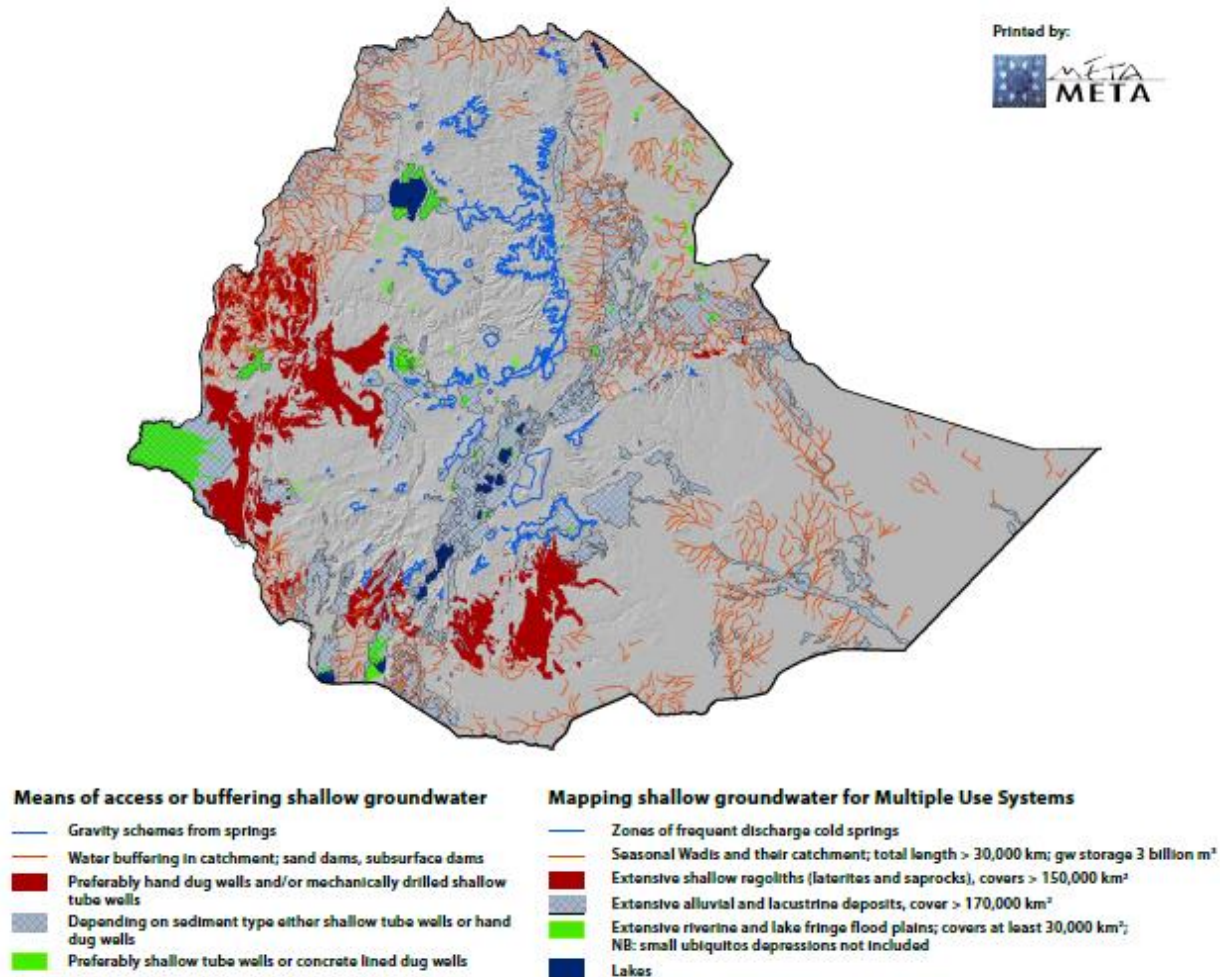 Printed by:
META
META
Means of access or buffering shallow groundwater
Gravity schemes from springs
Water buffering in catchment; sand dams, subsurface dams
Preferably hand dug wells and/or mechanically drilled shallow
tube wells
Depending on sediment type either shallow tube wells or hand
dug wells
Preferably shallow tube wells or concrete lined dug wells
Mapping shallow groundwater for Multiple Use Systems
Zones of frequent discharge cold springs
Seasonal Wadis and their catchment; total length > 30,000 km; gw storage 3 billion m³
Extensive shallow regoliths (laterites and saprocks), covers > 150,000 km²
Extensive alluvial and lacustrine deposits, cover > 170,000 km²
Extensive riverine and lake fringe flood plains; covers at least 30,000 km²;
NB: small ubiquitos depressions not included
Lakes